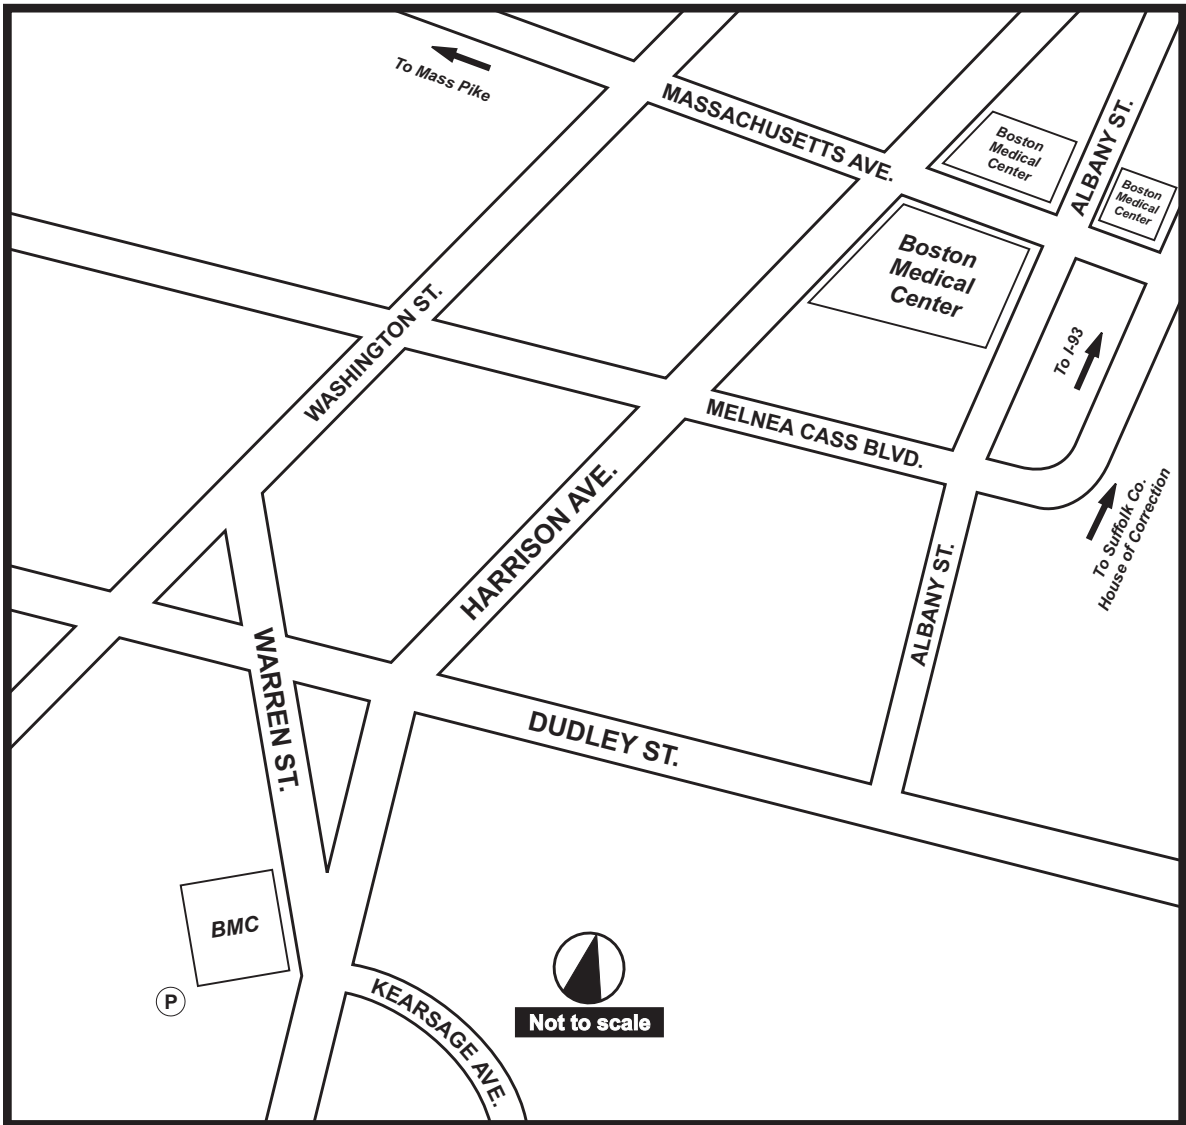 To Mass Pike
MASSACHUSETTS AVE.
Boston
Medical
Center
ALBANY ST.
Boston
Medical
Center
Boston
Medical
Center
WASHINGTON ST.
To I-93
MELNEA CASS BLVD.
HARRISON AVE.
To Suffolk Co.
House of Correction
ALBANY ST.
WARREN ST.
DUDLEY ST.
BMC
P
KEARSAGE AVE.
Not to scale